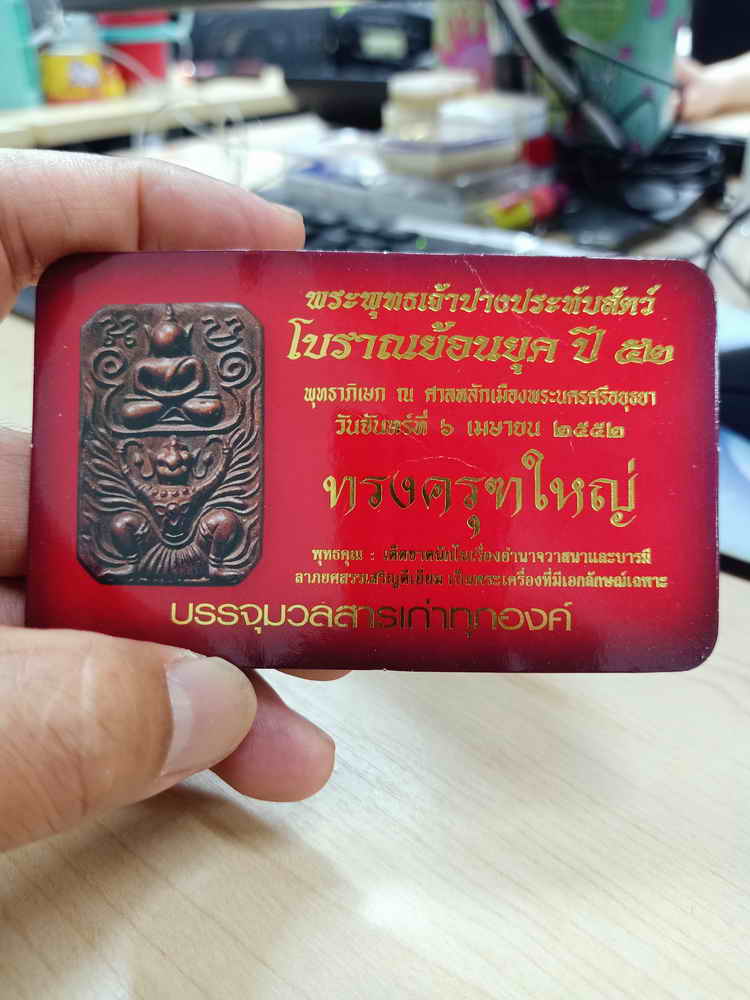 พระพุทธเจ้าปางประทับสัตว์
โบราณย้อนยุค ปี ๕๒
พุทธาภิเษก ณ ศาลหลักเมืองพระนครศรีอยุธยา
วันจันทร์ที่ ๖ เมษายน ๒๕๕๒
ทรงครุฑใหญ่
พุทธคุณ : เด็ดขาดนักในเรื่องอำนาจวาสนาและบารมี
ลาภยศสรรเสริญดีเยี่ยม เป็นพระเครื่องที่มีเอกลักษณ์เฉพาะ
บรรจุมวลสารเก่าทุกองค์